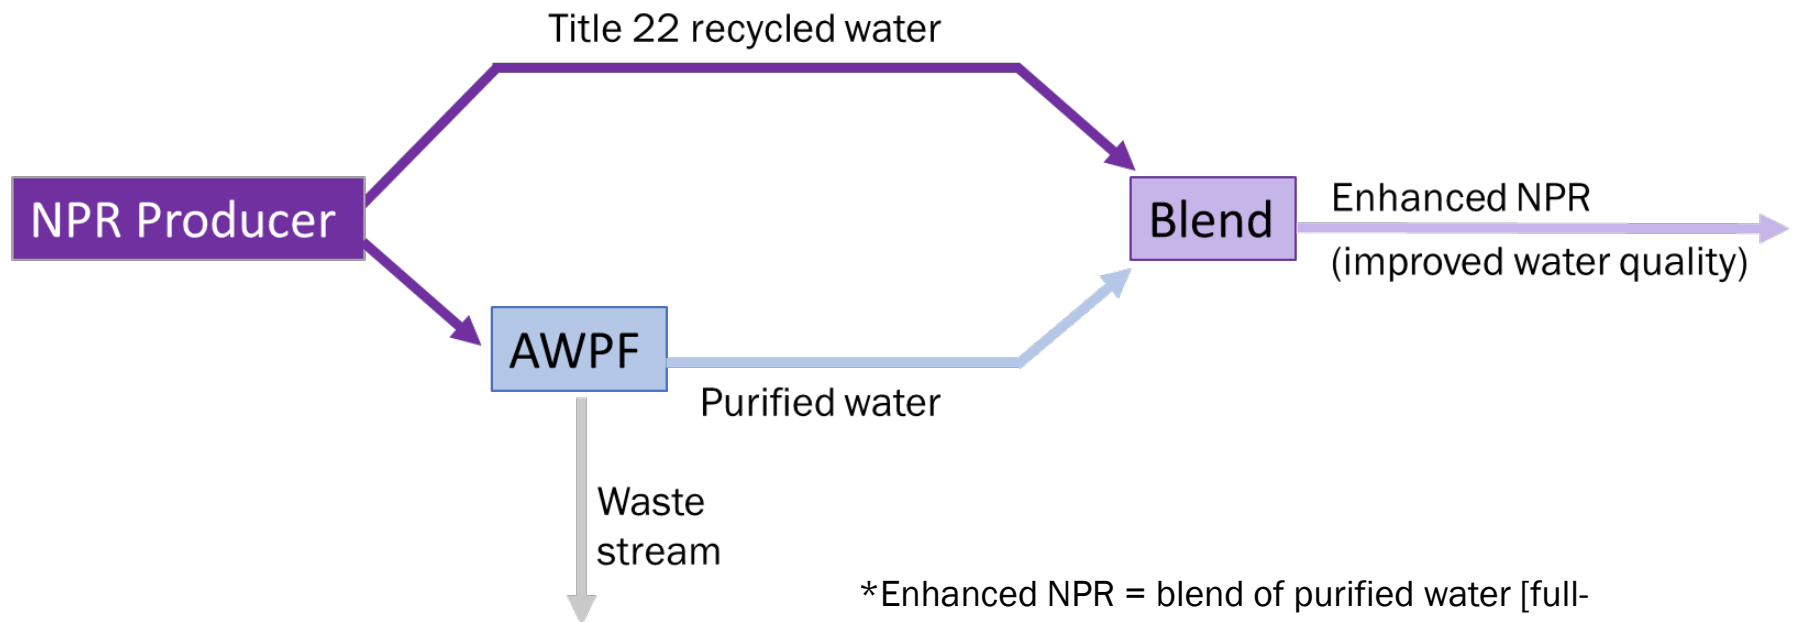 Title 22 recycled water
NPR Producer
Blend
Enhanced NPR
(improved water quality)
AWPF
Purified water
Waste
stream
*Enhanced NPR = blend of purified water [full-